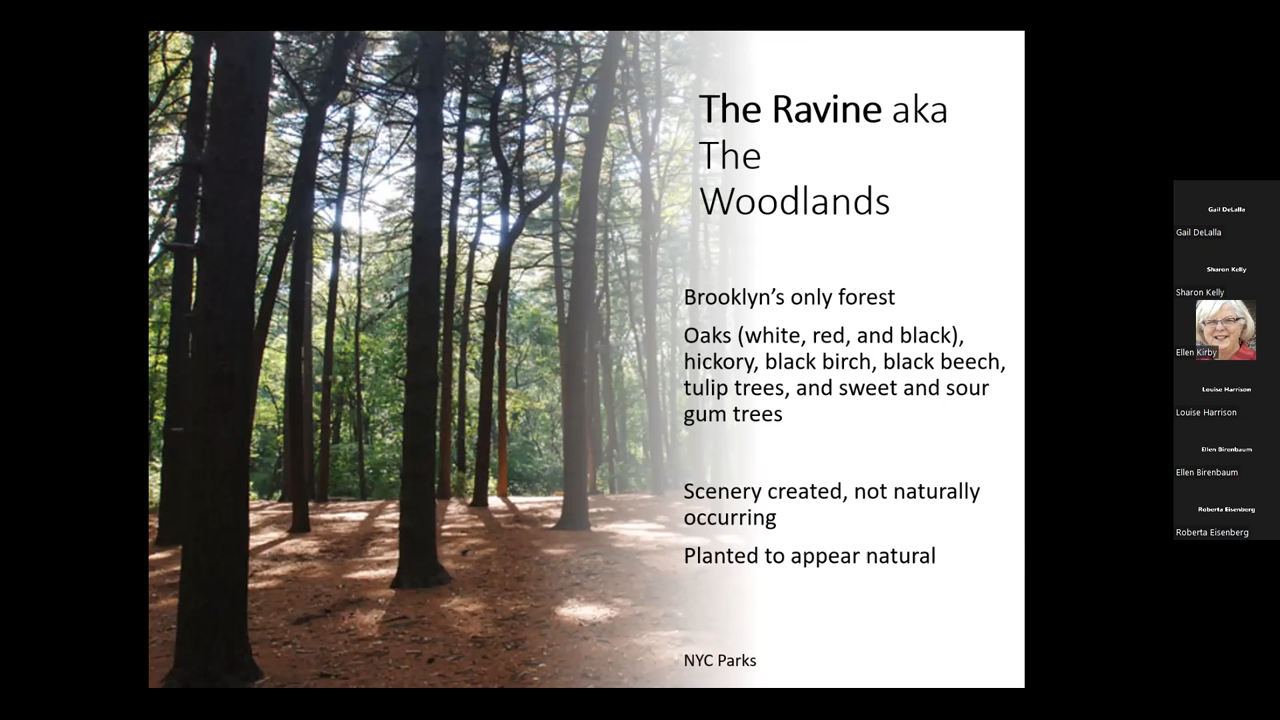 The Ravine aka
The
Woodlands
Brooklyn’s only forest
Oaks (white, red, and black),
hickory, black birch, black beech,
tulip trees, and sweet and sour
gum trees
Scenery created, not naturally
occurring
Planted to appear natural
NYC Parks
Gail DeLalla
Gail DeLalla
Sharon Kelly
Sharon Kelly
Ellen Kirby
Louise Harrison
Louise Harrison
Ellen Birenbaum
Ellen Birenbaum
Roberta Eisenberg
Roberta Eisenberg